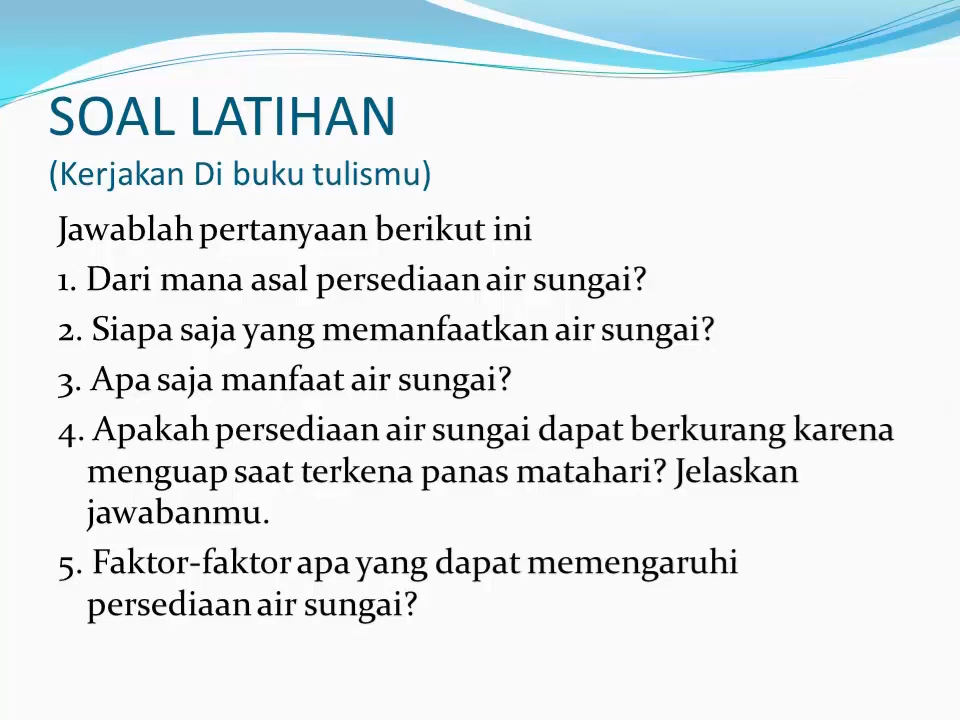 SOAL LATIHAN
(Kerjakan Di buku tulismu)
Jawablah pertanyaan berikut ini
1. Dari mana asal persediaan air sungai?
2. Siapa saja yang memanfaatkan air sungai?
3. Apa saja manfaat air sungai?
4. Apakah persediaan air sungai dapat berkurang karena
menguap saat terkena panas matahari? Jelaskan
jawabanmu.
5. Faktor-faktor apa yang dapat memengaruhi
persediaan air sungai?